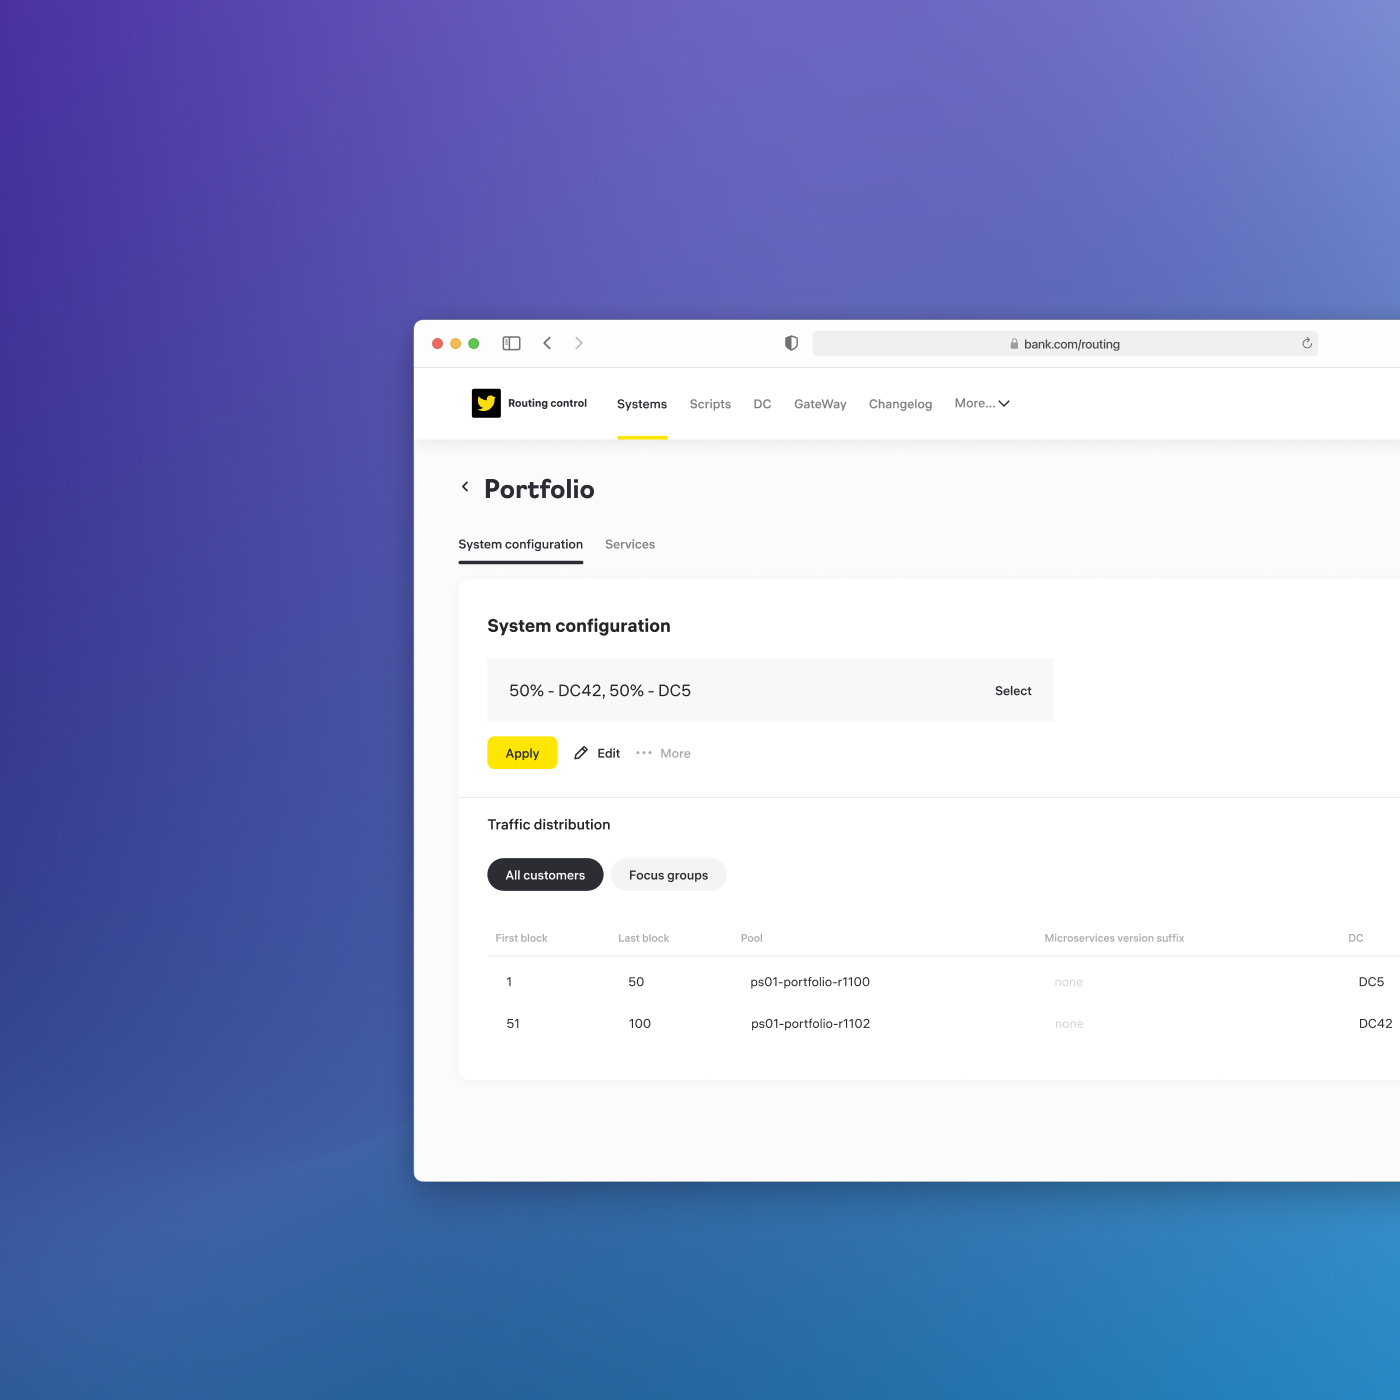 bank.com/routing
Routing control Systems Scripts DC GateWay Changelog More...
Portfolio
System configuration Services
System configuration
50% - DC42, 50% - DC5 Select
Apply Edit ••• More
Traffic distribution
All customers Focus groups
First block Last block Pool Microservices version suffix DC
1 50 ps01-portfolio-r1100 none DC5
51 100 ps01-portfolio-r1102 none DC42